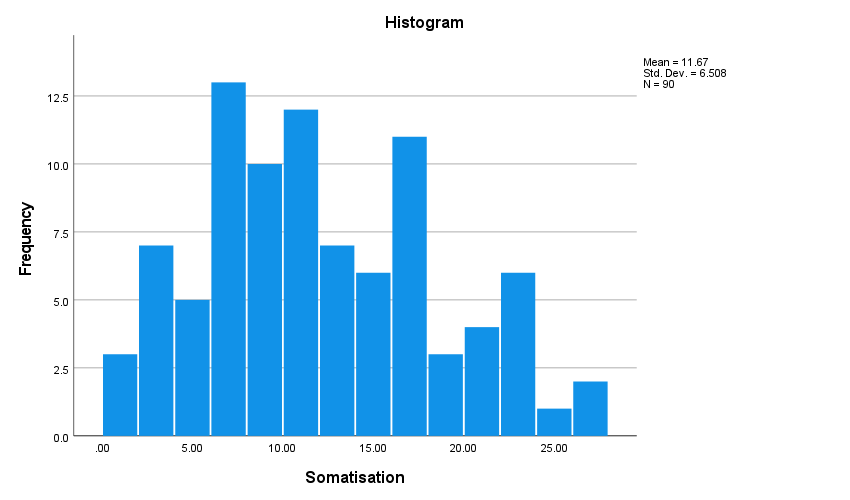 Histogram
Mean = 11.67
Std. Dev. = 6.508
N = 90
12.5
10.0
7.5
5.0
2.5
0.0
Frequency
.00 5.00 10.00 15.00 20.00 25.00
Somatisation